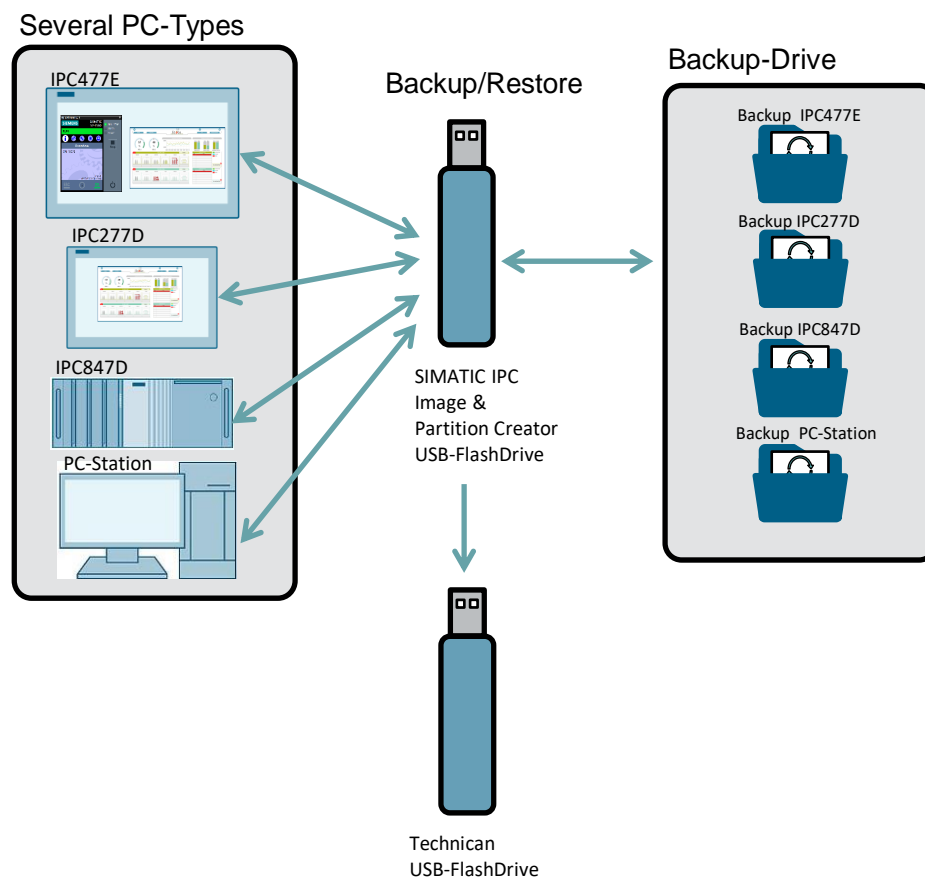 Several PC-Types
IPC477E
SIEMENS
IPC277D
IPC847D
PC-Station
Backup/Restore
SIMATIC IPC
Image &
Partition Creator
USB-FlashDrive
Technican
USB-FlashDrive
Backup-Drive
Backup IPC477E
Backup IPC277D
Backup IPC847D
Backup PC-Station